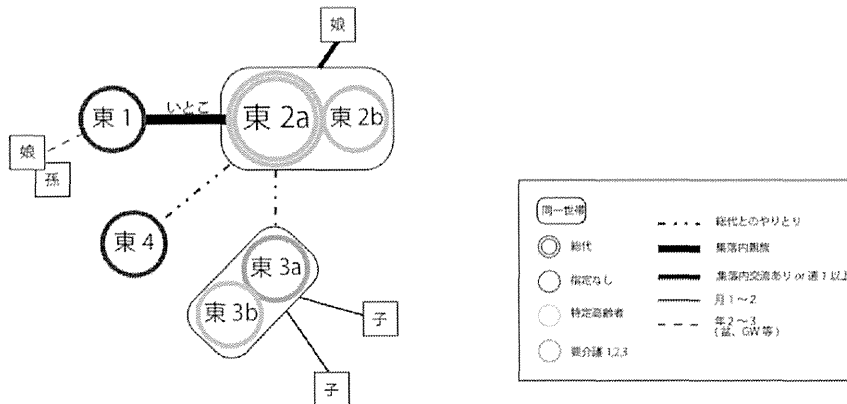 娘
いとこ
東 1
東 2a
東 2b
娘
孫
東 4
東 3a
東 3b
子
子
同一世帯
総代
指定なし
特定高齢者
要介護 1,2,3
総代とのやりとり
集落内親族
集落内交流あり or 週 1 以上
月 1～2
年 2～3
(盆、GW 等)